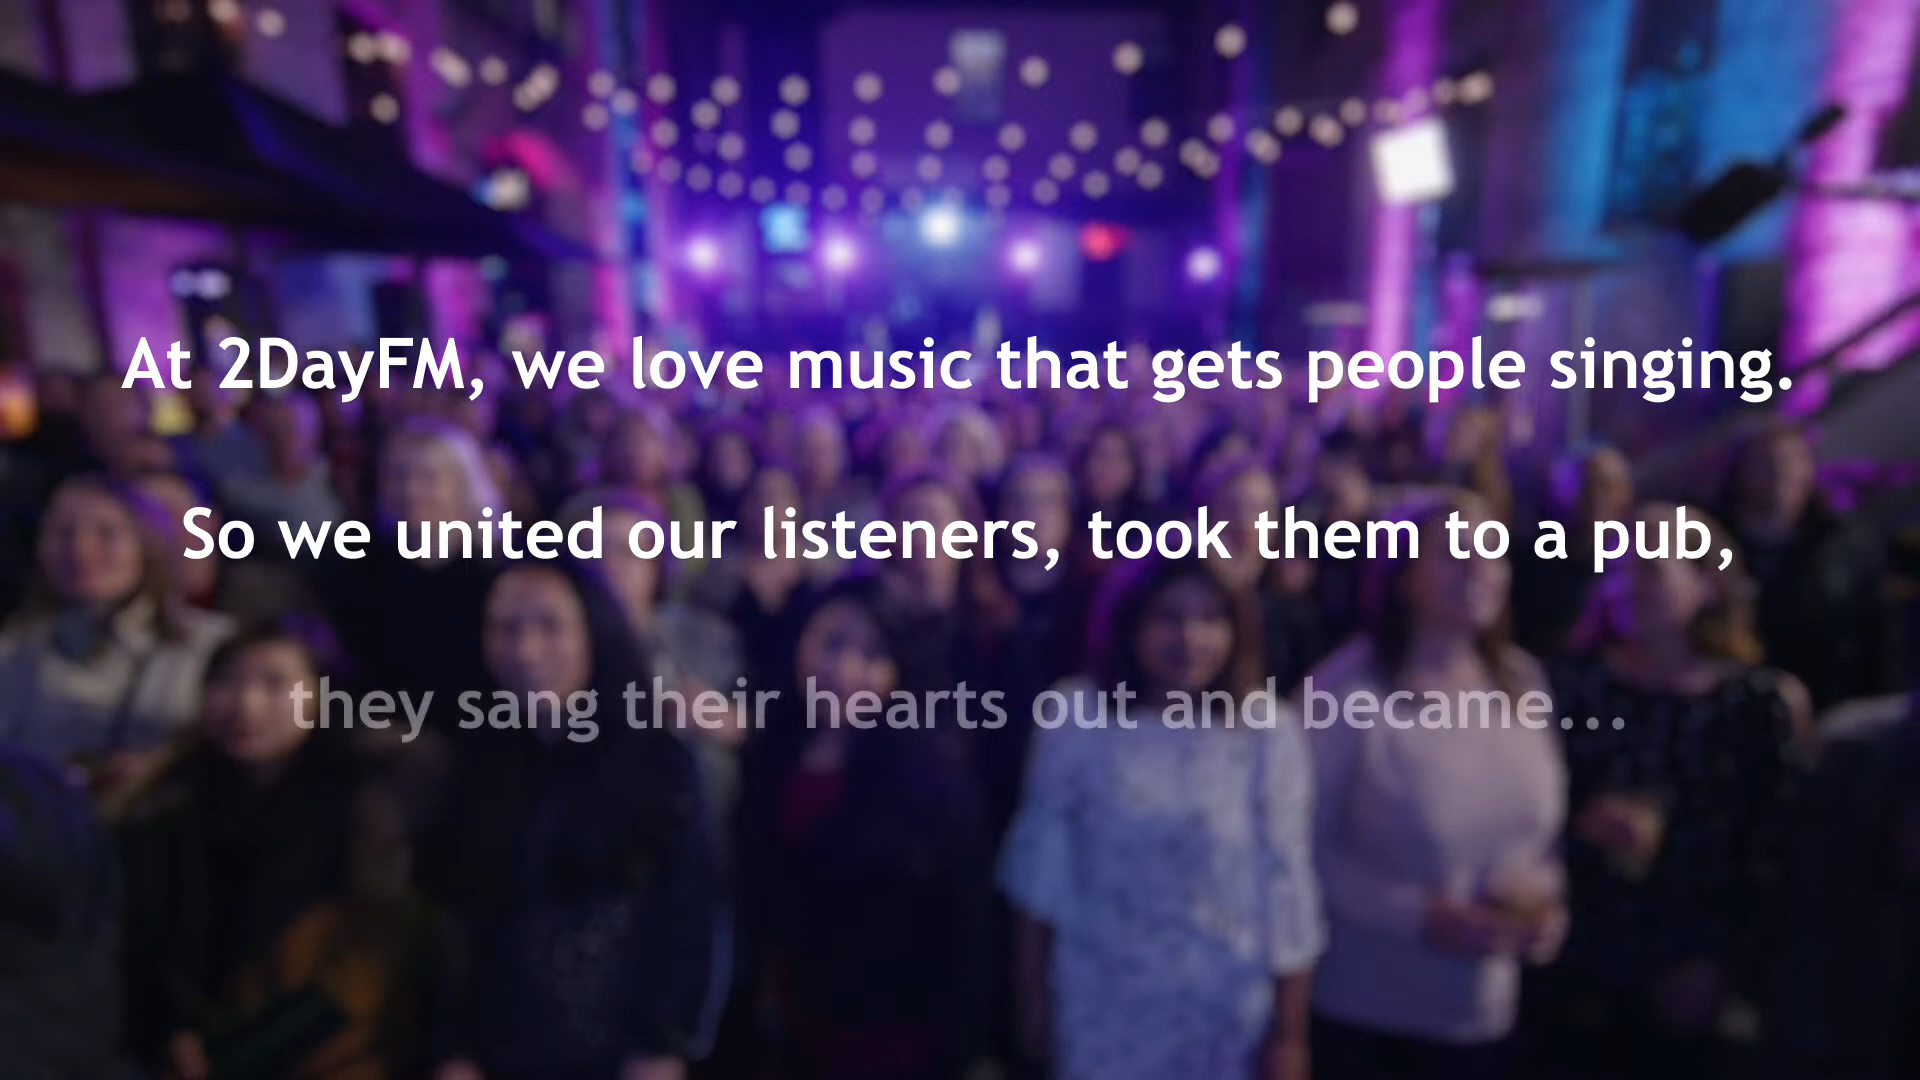 At 2DayFM, we love music that gets people singing.
So we united our listeners, took them to a pub,
they sang their hearts out and became...